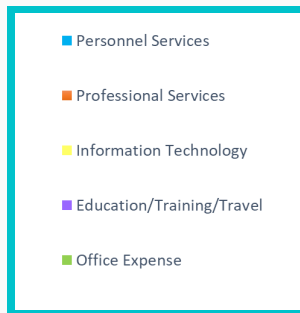 Personnel Services
Professional Services
Information Technology
Education/Training/Travel
Office Expense